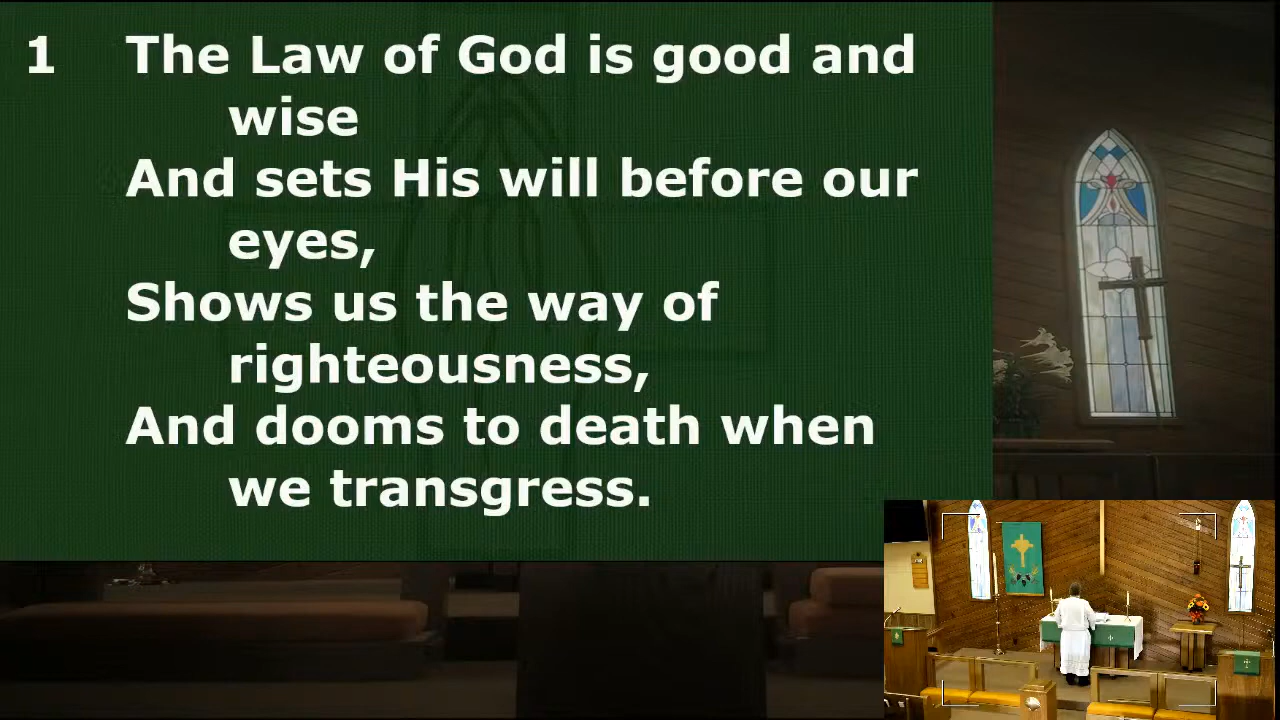 1 The Law of God is good and
wise
And sets His will before our
eyes,
Shows us the way of
righteousness,
And dooms to death when
we transgress.